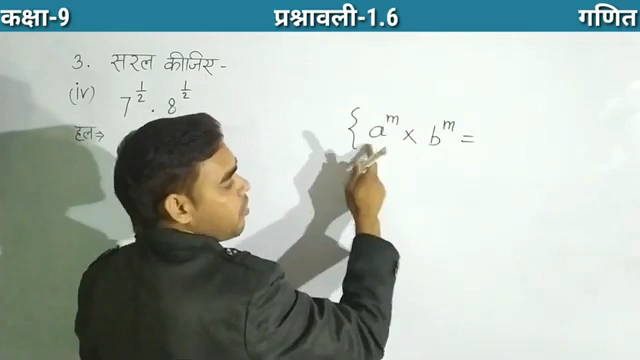 कक्षा-9 प्रश्नावली-1.6 गणित
3. सरल कीजिए-
(iv) 7^{1/2} · 8^{1/2}
हल⇒
{a^m × b^m =